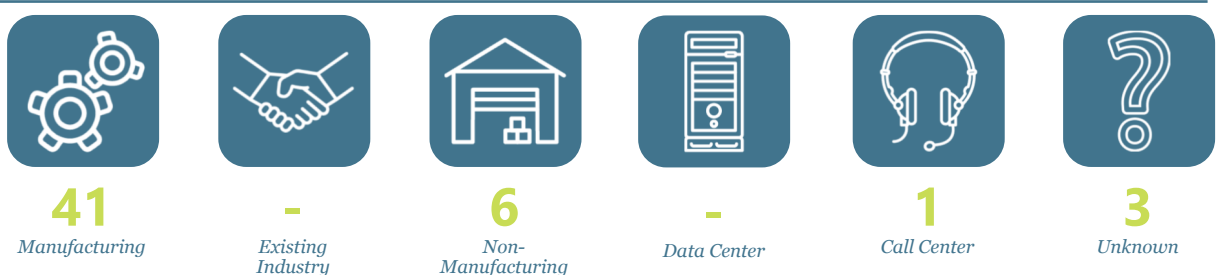 41
Manufacturing
-
Existing
Industry
6
Non-
Manufacturing
-
Data Center
1
Call Center
3
Unknown